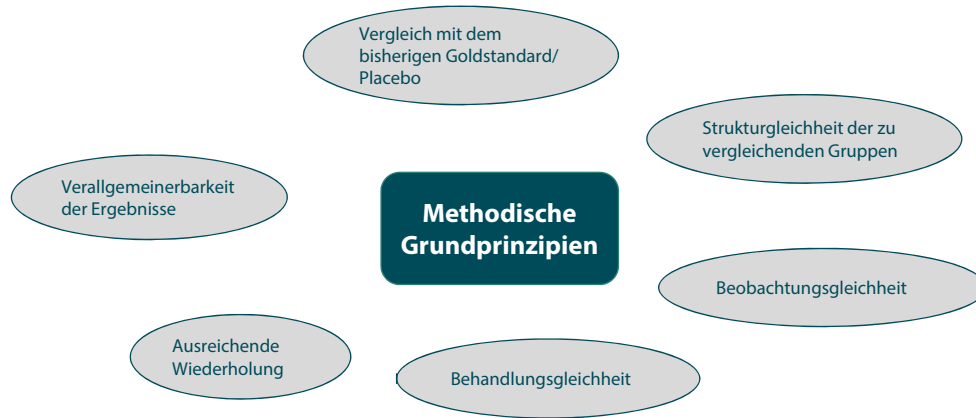 Vergleich mit dem
bisherigen Goldstandard/
Placebo
Strukturgleichheit der zu
vergleichenden Gruppen
Verallgemeinerbarkeit
der Ergebnisse
Methodische
Grundprinzipien
Beobachtungsgleichheit
Ausreichende
Wiederholung
Behandlungsgleichheit